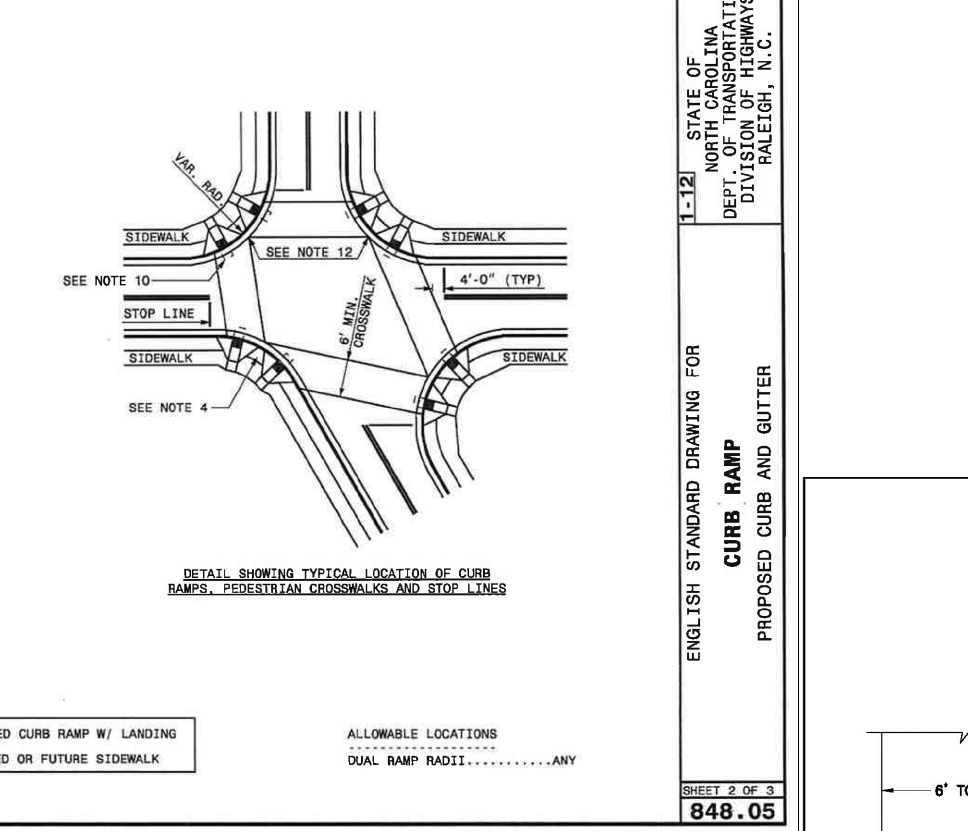 VAR. RAD.
SIDEWALK
SIDEWALK
SEE NOTE 12
SEE NOTE 10
4'-0" (TYP)
STOP LINE
6' MIN.
CROSSWALK
SIDEWALK
SIDEWALK
SEE NOTE 4
DETAIL SHOWING TYPICAL LOCATION OF CURB
RAMPS, PEDESTRIAN CROSSWALKS AND STOP LINES
ED CURB RAMP W/ LANDING
ED OR FUTURE SIDEWALK
ALLOWABLE LOCATIONS
DUAL RAMP RADII...........ANY
1-12
STATE OF
NORTH CAROLINA
DEPT. OF TRANSPORTATI
DIVISION OF HIGHWAYS
RALEIGH, N.C.
ENGLISH STANDARD DRAWING FOR
CURB RAMP
PROPOSED CURB AND GUTTER
SHEET 2 OF 3
848.05
6' TO